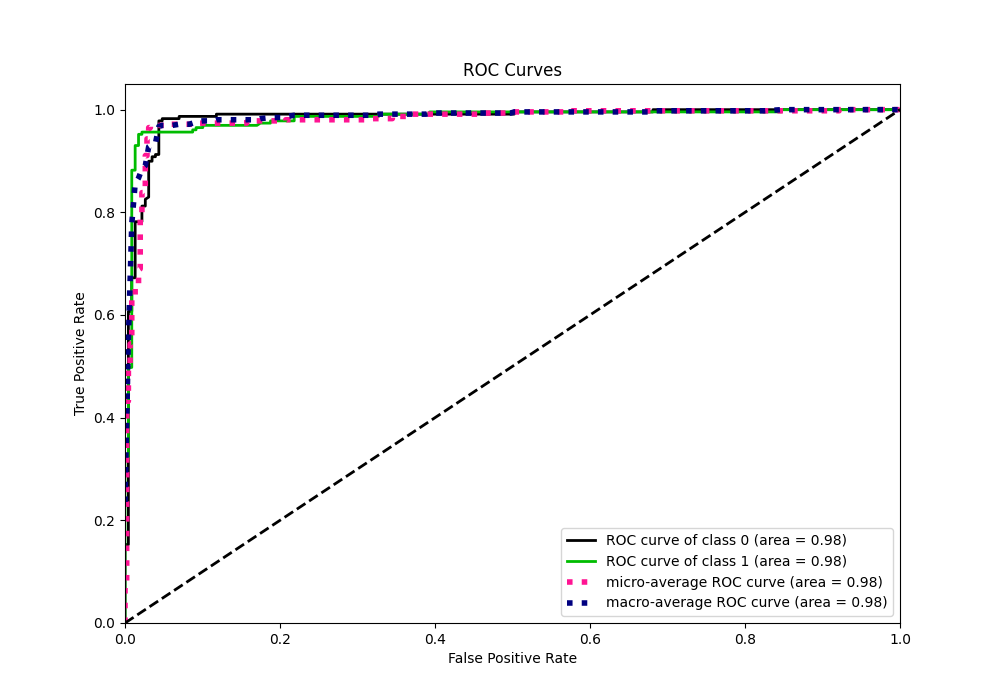 ROC Curves
True Positive Rate
1.0
0.8
0.6
0.4
0.2
0.0
0.0 0.2 0.4 0.6 0.8 1.0
False Positive Rate
ROC curve of class 0 (area = 0.98)
ROC curve of class 1 (area = 0.98)
micro-average ROC curve (area = 0.98)
macro-average ROC curve (area = 0.98)